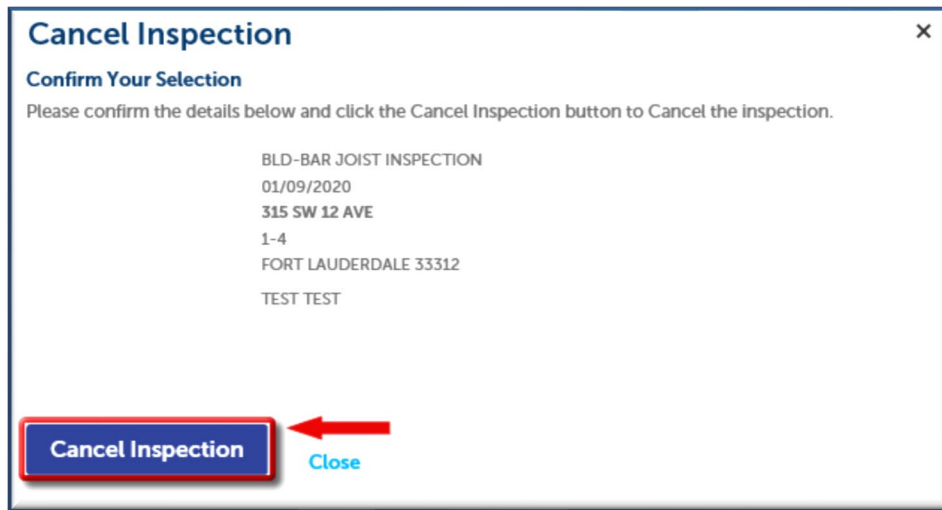 Cancel Inspection
×
Confirm Your Selection
Please confirm the details below and click the Cancel Inspection button to Cancel the inspection.
BLD-BAR JOIST INSPECTION
01/09/2020
315 SW 12 AVE
1-4
FORT LAUDERDALE 33312
TEST TEST
Cancel Inspection
Close